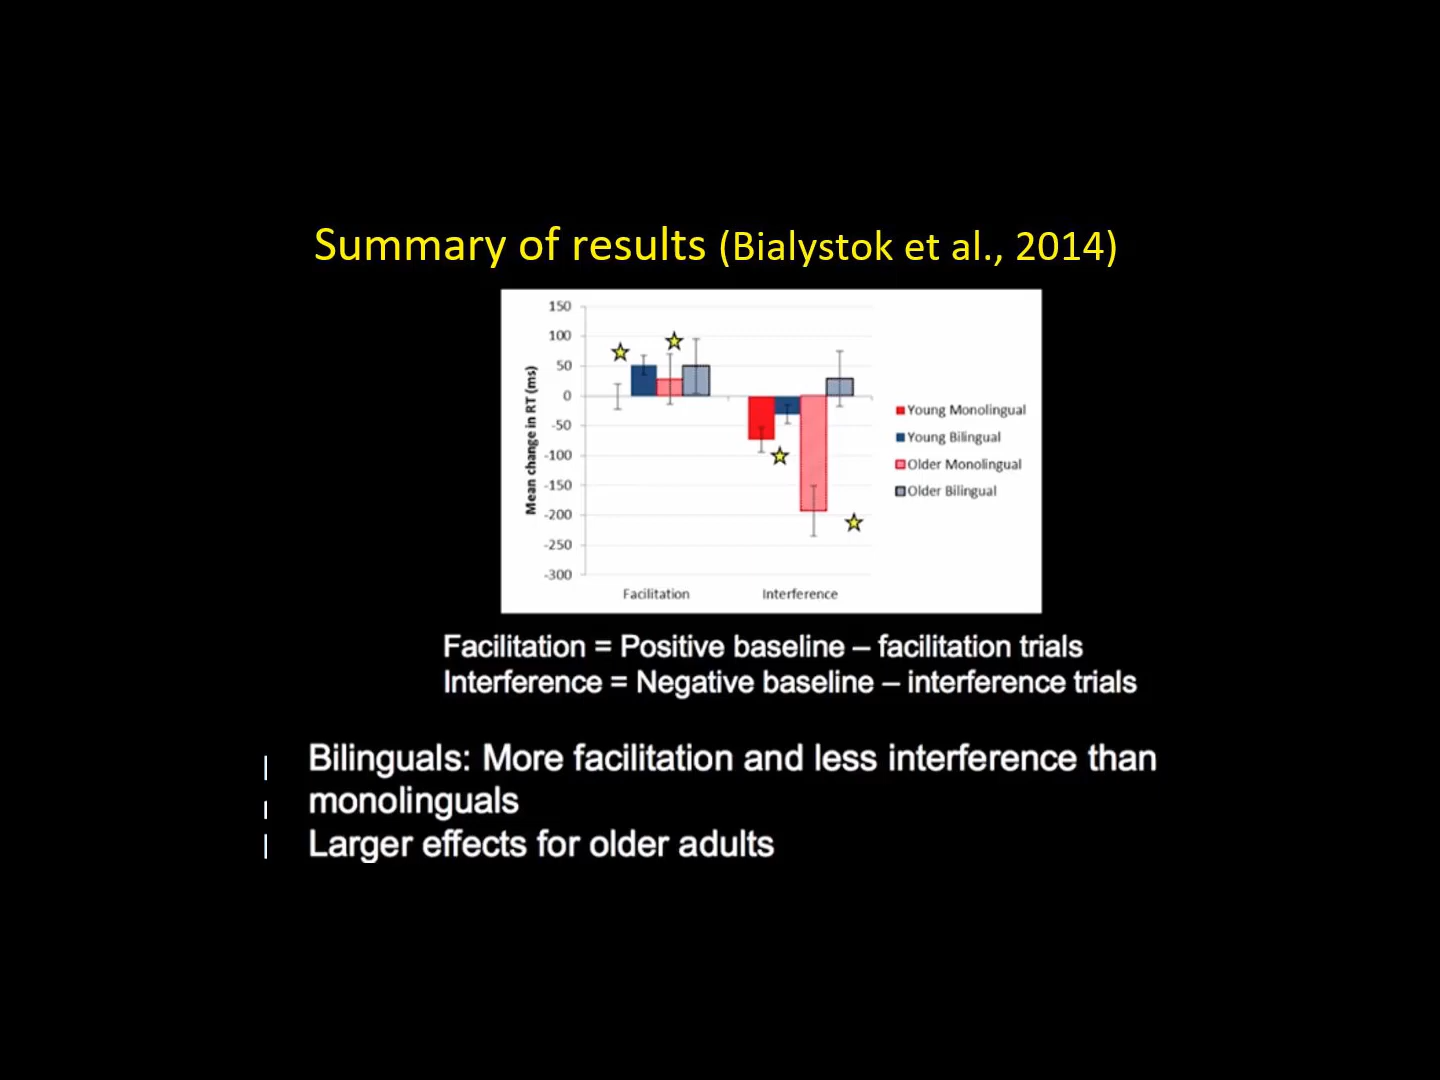 Summary of results (Bialystok et al., 2014)
150
100
50
0
-50
-100
-150
-200
-250
-300
Mean change in RT (ms)
Facilitation
Interference
Young Monolingual
Young Bilingual
Older Monolingual
Older Bilingual
Facilitation = Positive baseline – facilitation trials
Interference = Negative baseline – interference trials
Bilinguals: More facilitation and less interference than
monolinguals
Larger effects for older adults